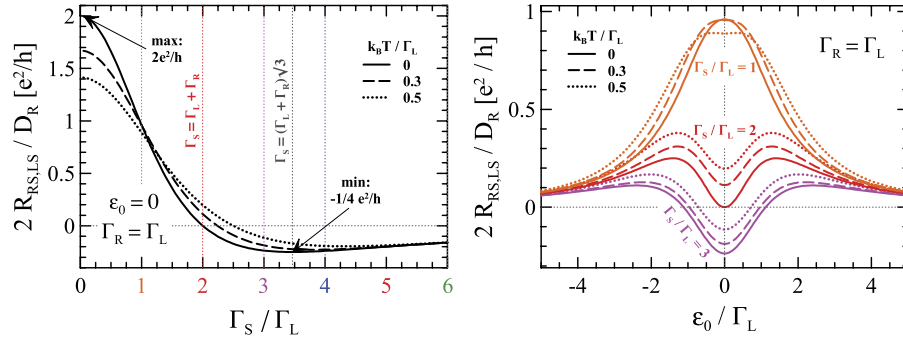 2 R_RS,LS / D_R [e²/h]
2
1.5
1
0.5
0
max:
2e²/h
k_BT / Γ_L
0
0.3
0.5
Γ_S = Γ_L + Γ_R
Γ_S = (Γ_L + Γ_R)√3
min:
-1/4 e²/h
ε_0 = 0
Γ_R = Γ_L
0 1 2 3 4 5 6
Γ_S / Γ_L
2 R_RS,LS / D_R [e² / h]
1
0.5
0
k_BT / Γ_L
0
0.3
0.5
Γ_R = Γ_L
Γ_S / Γ_L = 1
Γ_S / Γ_L = 2
Γ_S / Γ_L = 3
-4 -2 0 2 4
ε_0 / Γ_L